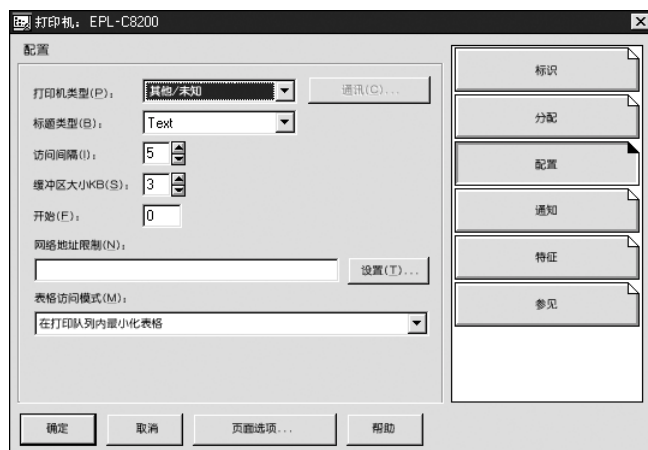 打印机: EPL-C8200
配置
打印机类型(P): 其他/未知 通讯(C)...
标题类型(B): Text
访问间隔(I): 5
缓冲区大小KB(S): 3
开始(F): 0
网络地址限制(N):
设置(T)...
表格访问模式(M):
在打印队列内最小化表格
标识
分配
配置
通知
特征
参见
确定 取消 页面选项... 帮助